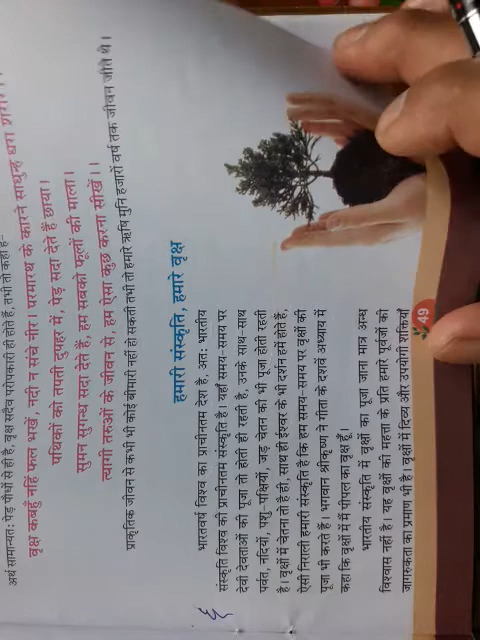 अर्थ सामान्यत: पेड़ पौधों से ही है, वृक्ष सदैव परोपकारी होते हैं, तभी तो कहा है-
वृक्ष कबहुँ नहिं फल भखें, नदी न संचे नीर। परमारथ के कारने साधुन्ह धरा शरीर।।
पथिकों को तपती दुपहर में, पेड़ सदा देते हैं छाया।
सुमन सुगन्ध सदा देते हैं, हम सबको फूलों की माला।
त्यागी तरुओं के जीवन से, हम ऐसा कुछ करना सीखें।।
प्राकृतिक जीवन से कभी भी कोई बीमारी नहीं हो सकती तभी तो हमारे ऋषि मुनि हजारों वर्ष तक जीवन जीते थे।
हमारी संस्कृति, हमारे वृक्ष
भारतवर्ष विश्व का प्राचीनतम देश है, अत: भारतीय
संस्कृति विश्व की प्राचीनतम संस्कृति है। यहाँ समय-समय पर
देवी देवताओं की पूजा तो होती ही रहती है, उनके साथ-साथ
पर्वत, नदियों, पशु-पक्षियों, जड़ चेतन की भी पूजा होती रहती
है। वृक्षों में चेतना तो है ही, साथ ही ईश्वर के भी दर्शन हमें होते हैं,
ऐसी निराली हमारी संस्कृति है कि हम समय-समय पर वृक्षों की
पूजा भी करते हैं। भगवान श्रीकृष्ण ने गीता के दशवें अध्याय में
कहा कि वृक्षों में मैं पीपल का वृक्ष हूँ।
भारतीय संस्कृति में वृक्षों का पूजा जाना मात्र अन्ध
विश्वास नहीं है। यह वृक्षों की महत्ता के प्रति हमारे पूर्वजों की
जागरुकता का प्रमाण भी है। वृक्षों में दिव्य और उपयोगी शक्तियाँ
49